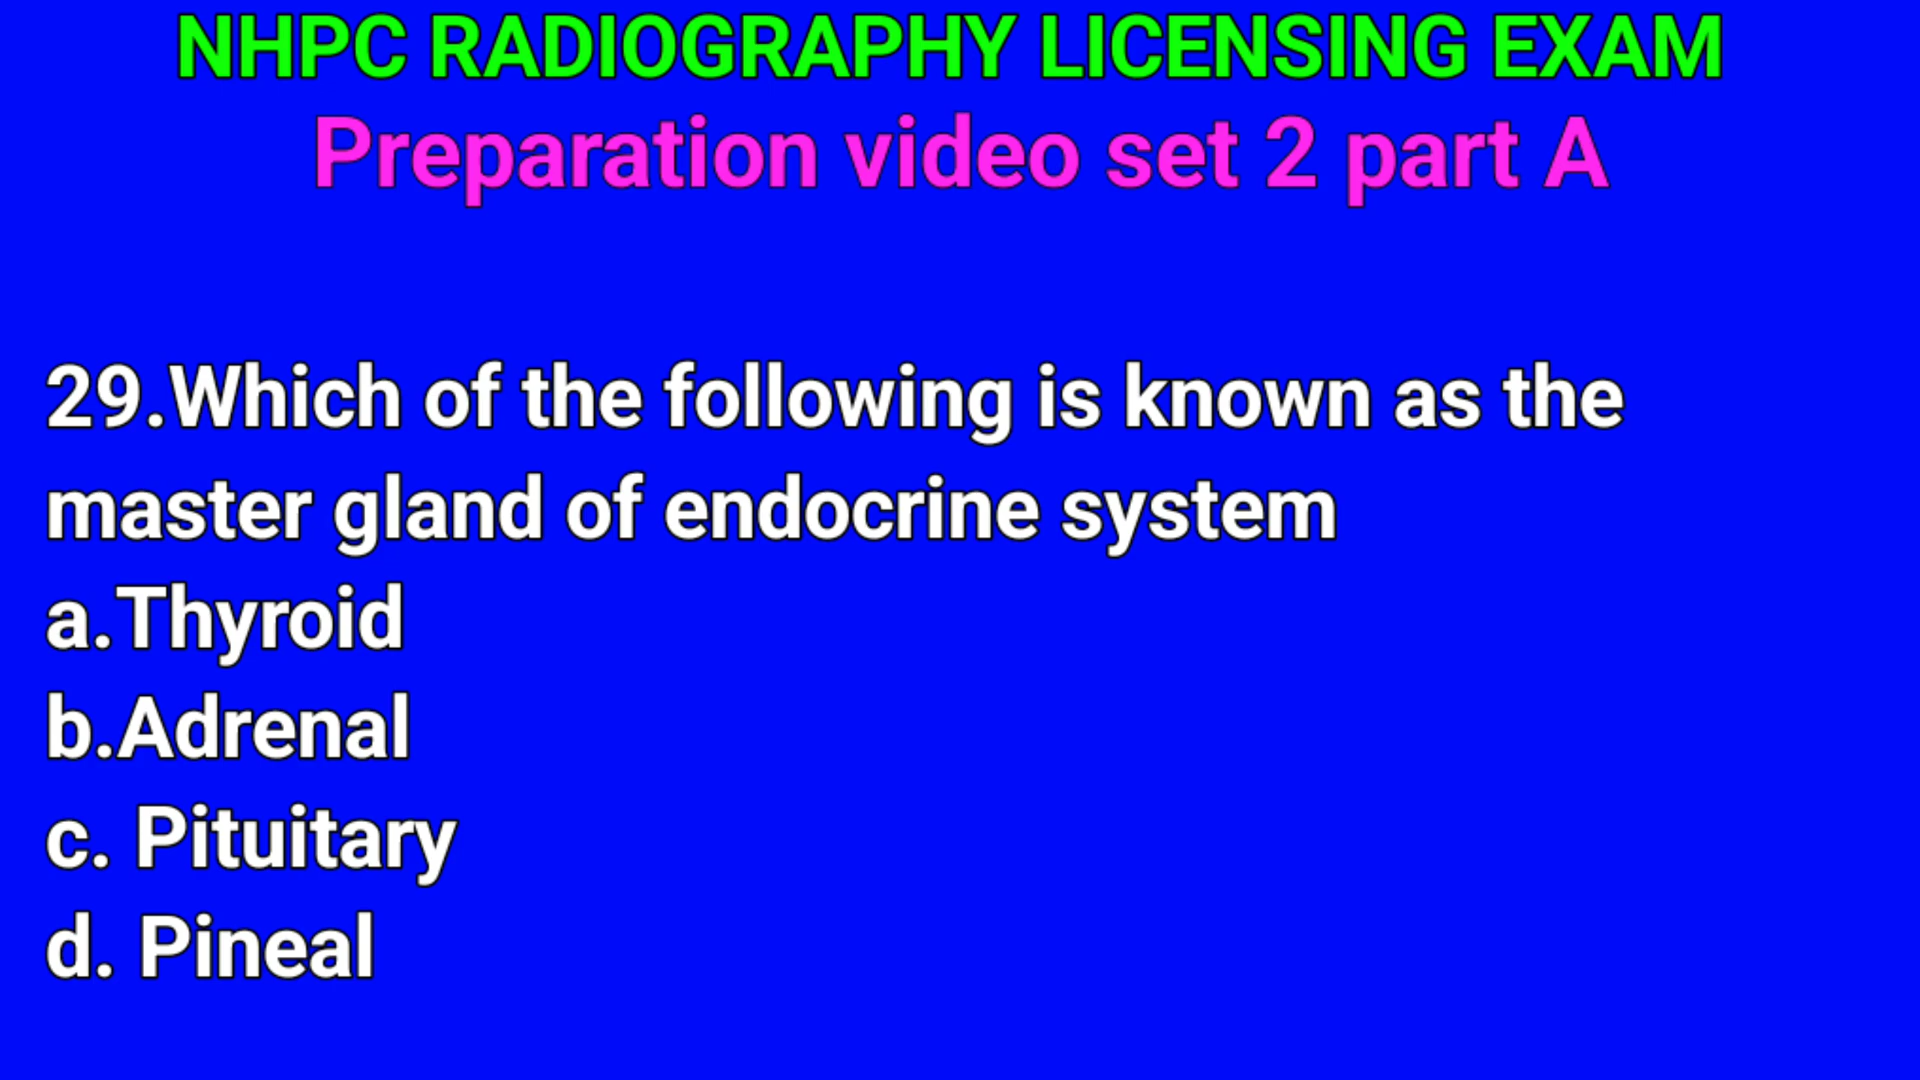 NHPC RADIOGRAPHY LICENSING EXAM
Preparation video set 2 part A
29.Which of the following is known as the
master gland of endocrine system
a.Thyroid
b.Adrenal
c. Pituitary
d. Pineal